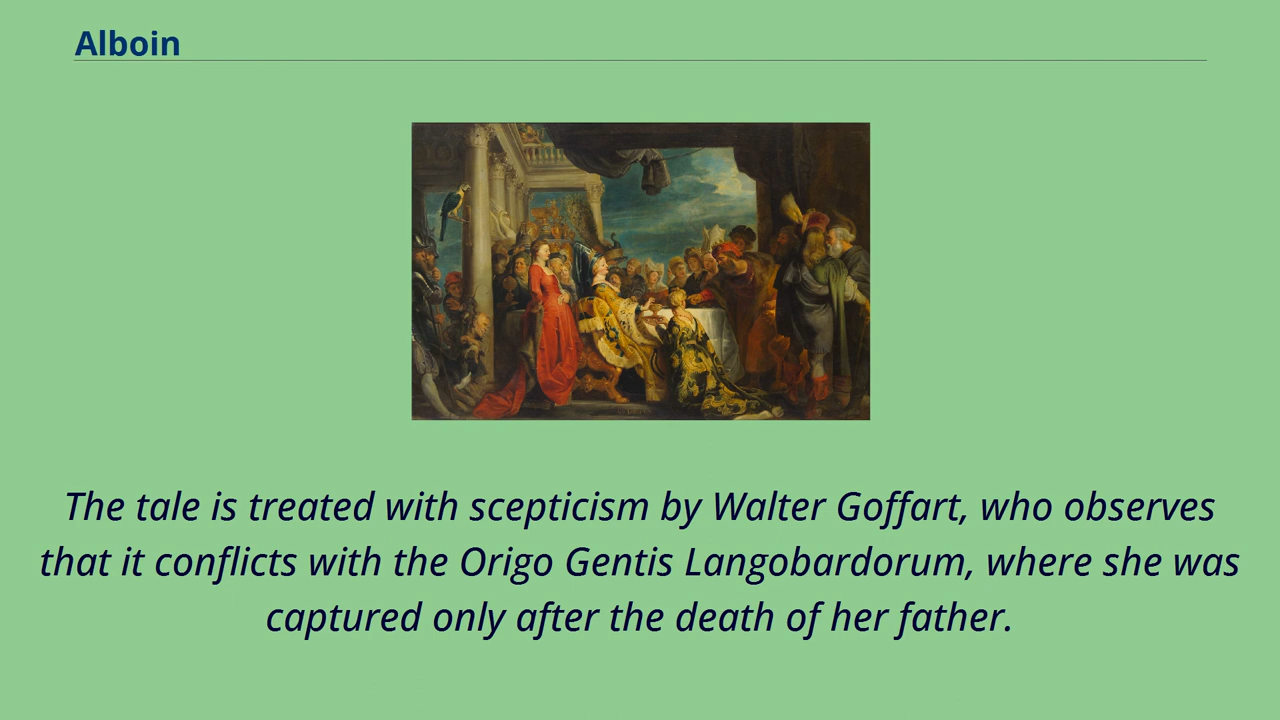 Alboin
The tale is treated with scepticism by Walter Goffart, who observes
that it conflicts with the Origo Gentis Langobardorum, where she was
captured only after the death of her father.